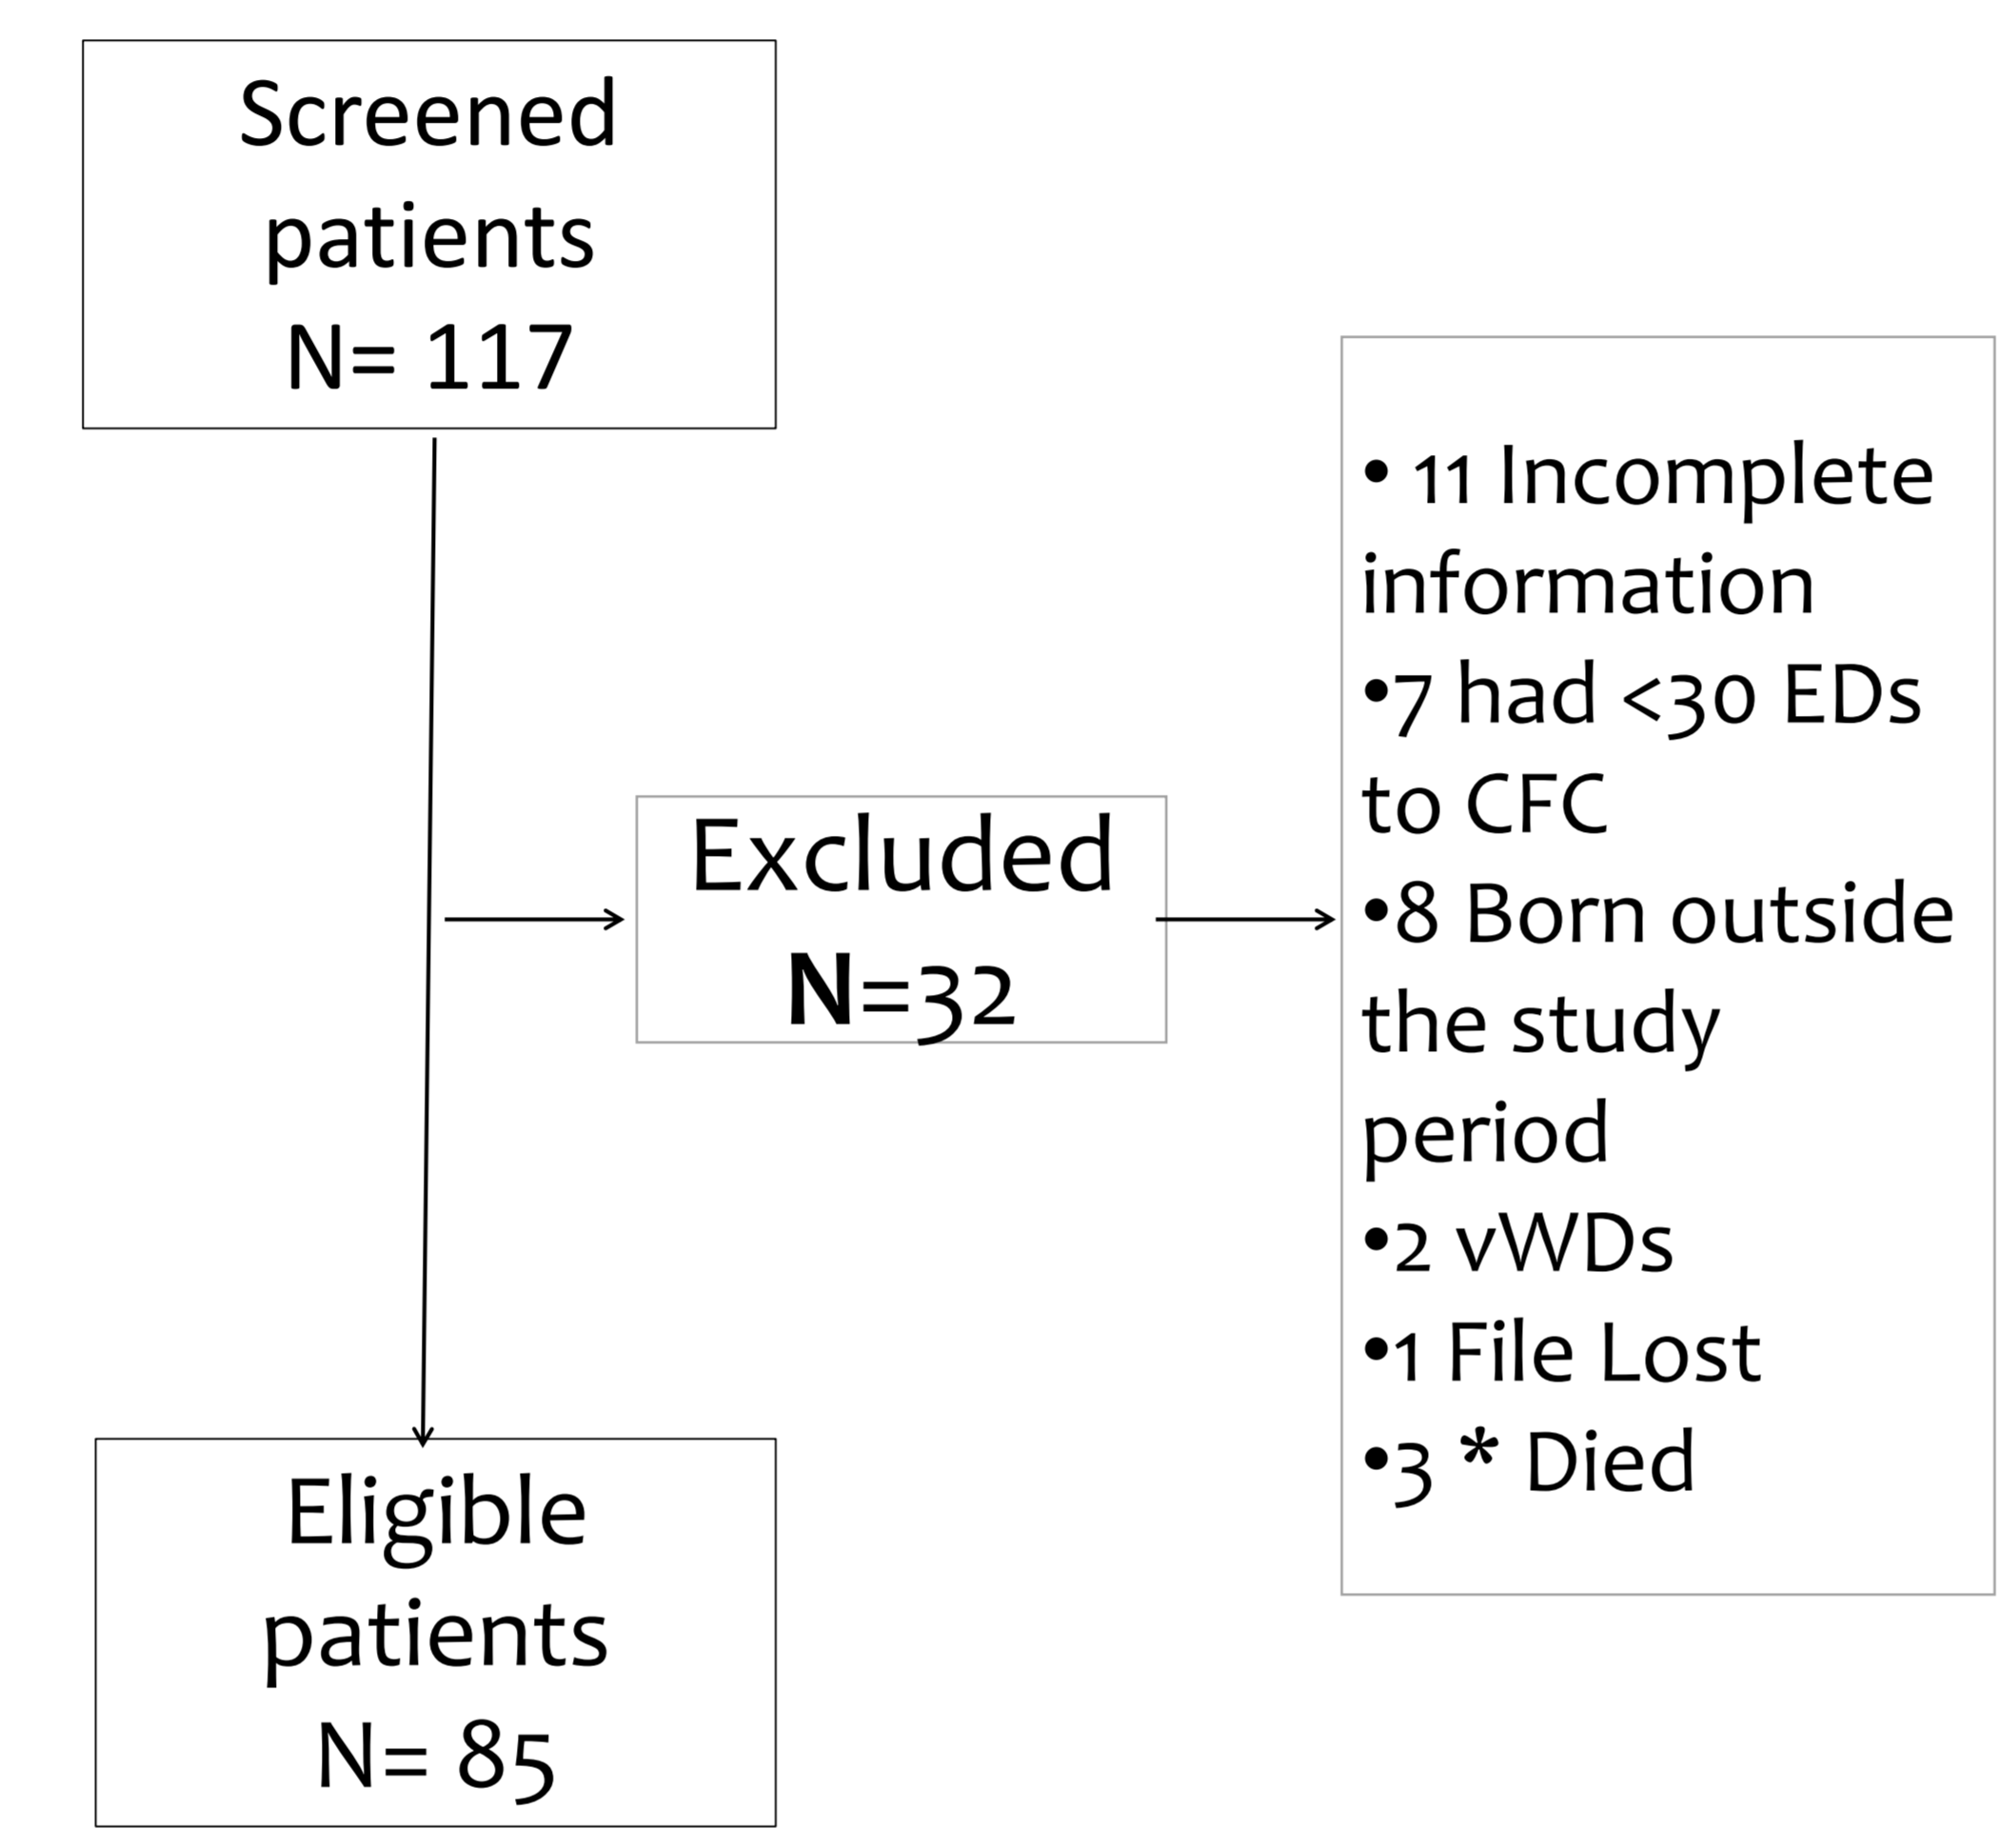 Screened
patients
N= 117
Excluded
N=32
• 11 Incomplete
information
•7 had <30 EDs
to CFC
•8 Born outside
the study
period
•2 vWDs
•1 File Lost
•3 * Died
Eligible
patients
N= 85